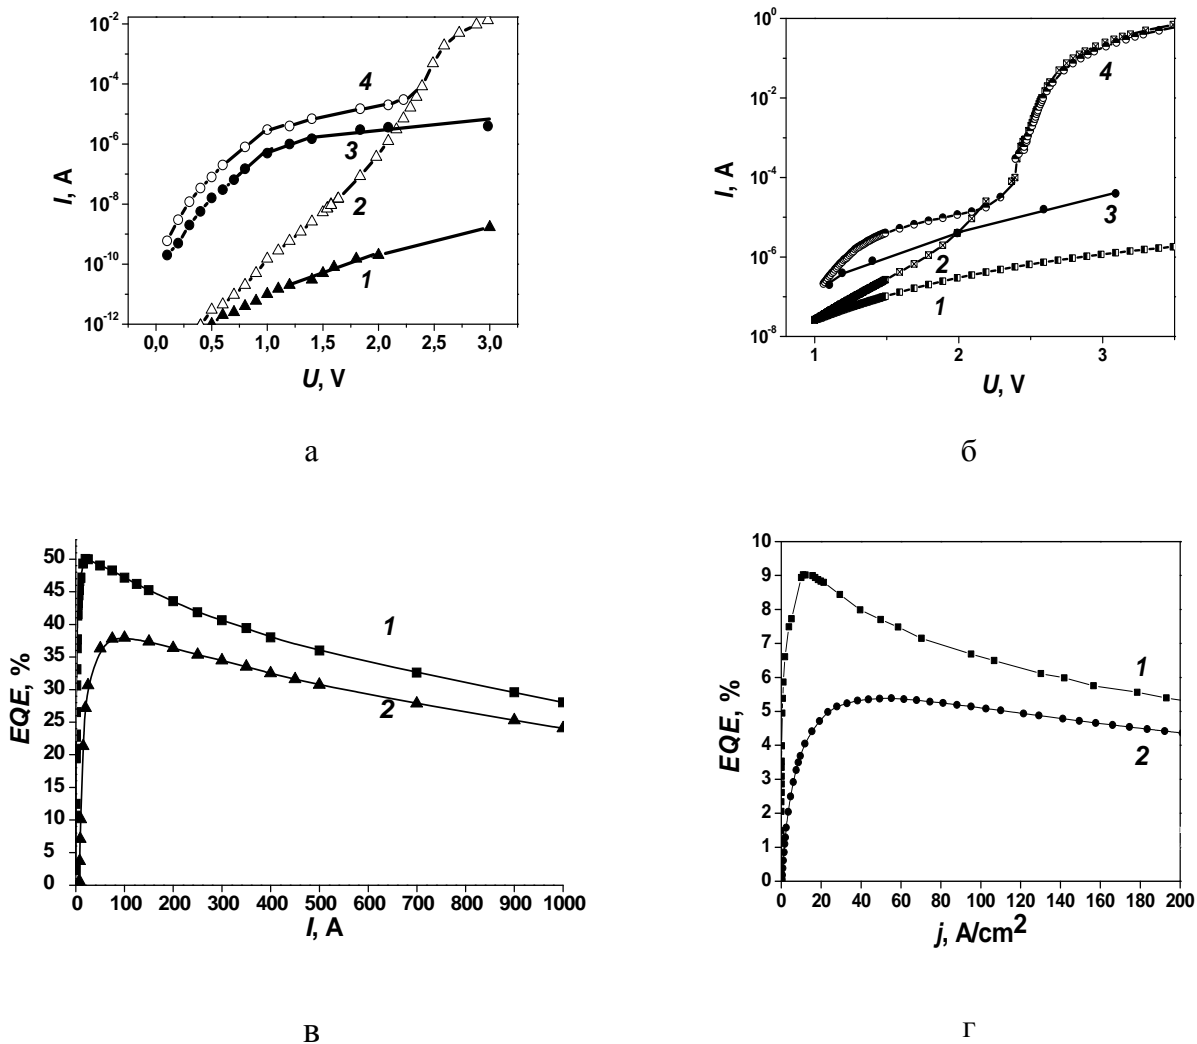 I, A
10⁻²
10⁻⁴
10⁻⁶
10⁻⁸
10⁻¹⁰
10⁻¹²
4
3
2
1
0,0 0,5 1,0 1,5 2,0 2,5 3,0
U, V
а
I, A
10⁰
10⁻²
10⁻⁴
10⁻⁶
10⁻⁸
4
3
2
1
1 2 3
U, V
б
EQE, %
50
45
40
35
30
25
20
15
10
5
0
1
2
0 100 200 300 400 500 600 700 800 900 1000
I, A
в
EQE, %
10
9
8
7
6
5
4
3
2
1
0
1
2
0 20 40 60 80 100 120 140 160 180 200
j, A/cm²
г